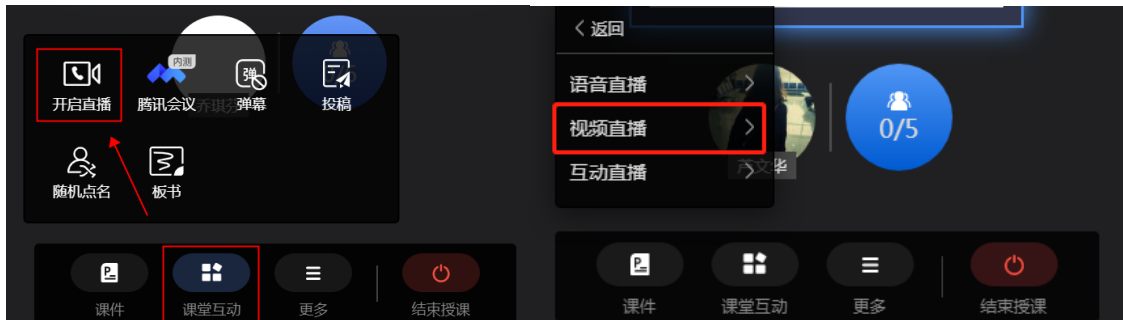 内测
弹
开启直播
腾讯会议
弹幕
投稿
随机点名
板书
课件
课堂互动
更多
结束授课
返回
语音直播
视频直播
互动直播
0/5
课件
课堂互动
更多
结束授课